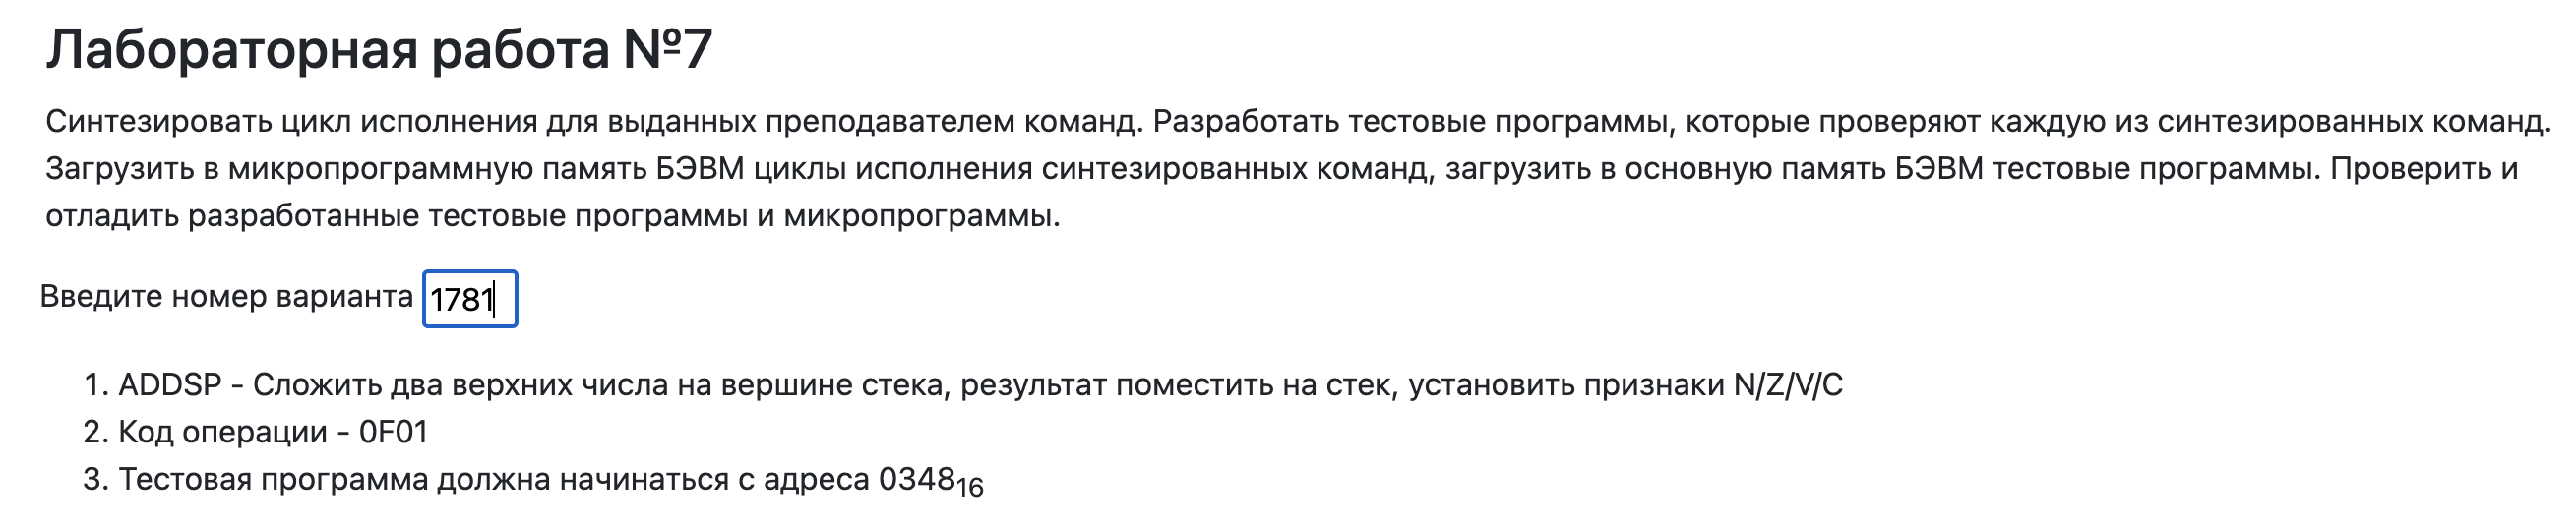 Лабораторная работа №7
Синтезировать цикл исполнения для выданных преподавателем команд. Разработать тестовые программы, которые проверяют каждую из синтезированных команд.
Загрузить в микропрограммную память БЭВМ циклы исполнения синтезированных команд, загрузить в основную память БЭВМ тестовые программы. Проверить и
отладить разработанные тестовые программы и микропрограммы.
Введите номер варианта 1781
1. ADDSP - Сложить два верхних числа на вершине стека, результат поместить на стек, установить признаки N/Z/V/C
2. Код операции - 0F01
3. Тестовая программа должна начинаться с адреса 0348₁₆